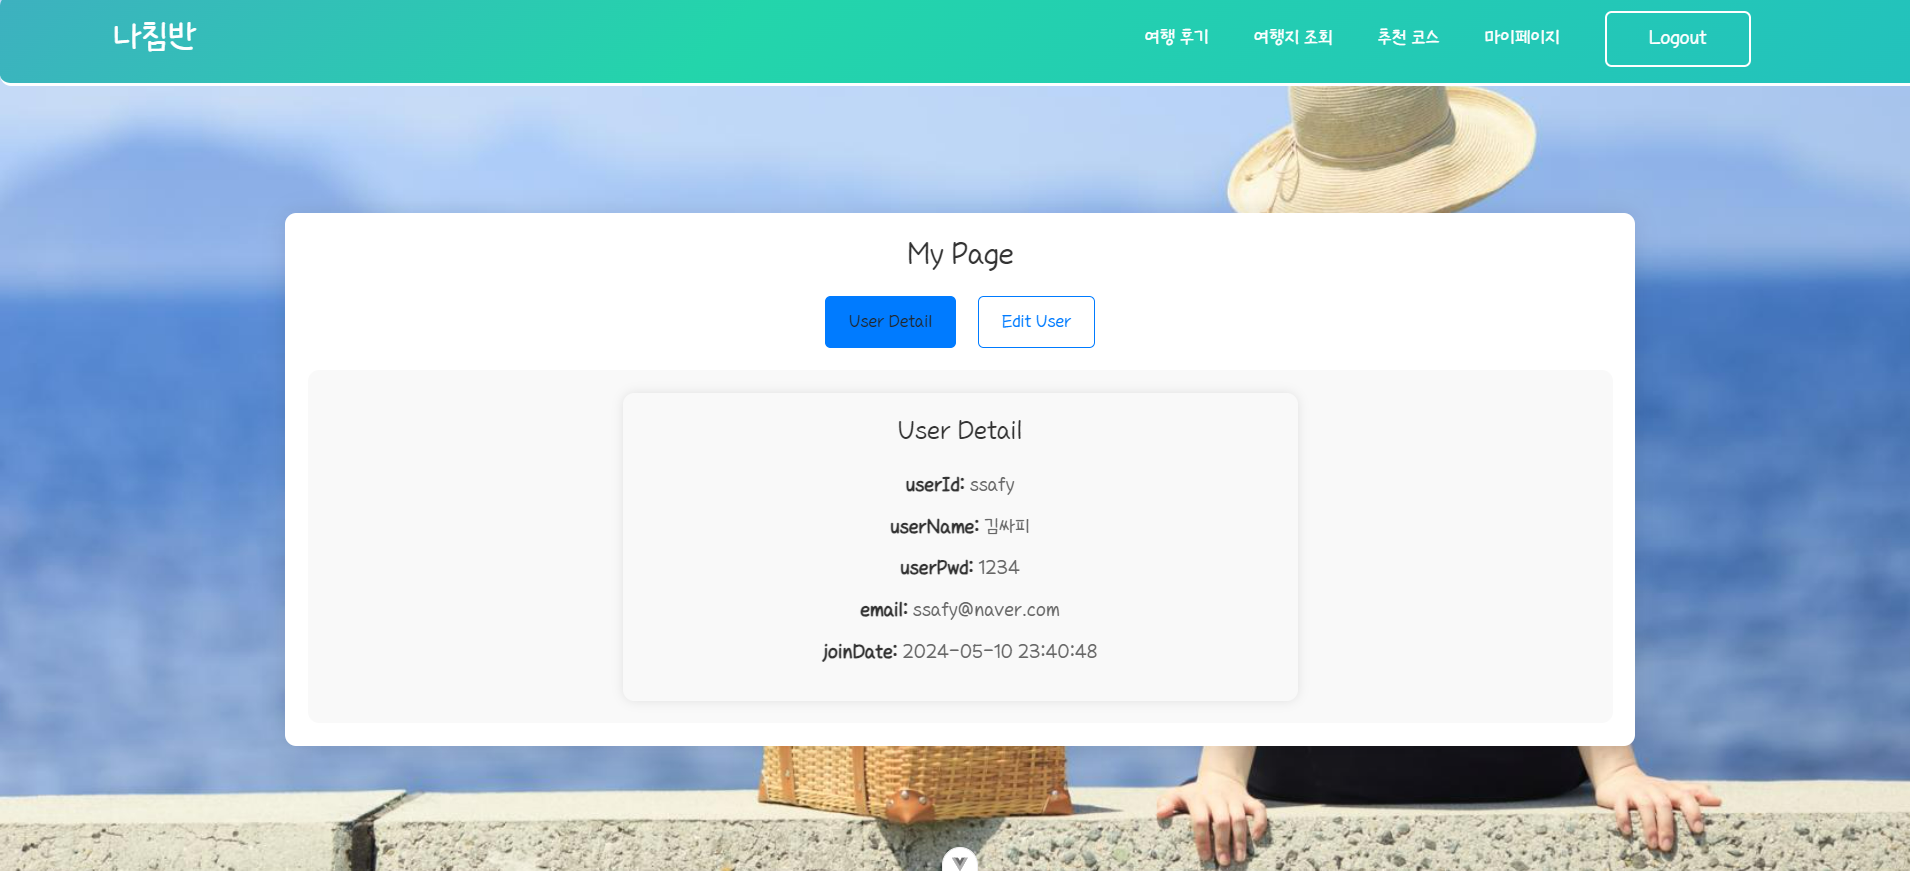 나침반
여행 후기 여행지 조회 추천 코스 마이페이지 Logout
My Page
User Detail Edit User
User Detail
userId: ssafy
userName: 김싸피
userPwd: 1234
email: ssafy@naver.com
joinDate: 2024-05-10 23:40:48